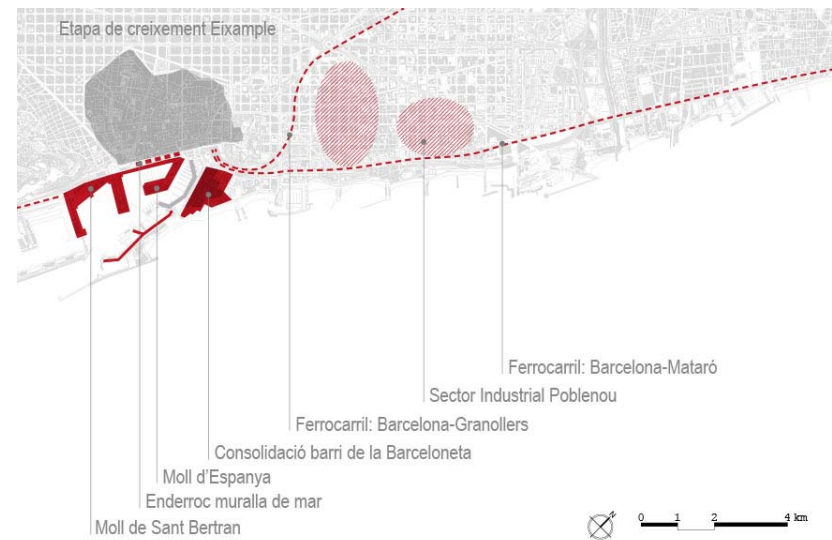 Etapa de creixement Eixample
Ferrocarril: Barcelona-Mataró
Sector Industrial Poblenou
Ferrocarril: Barcelona-Granollers
Consolidació barri de la Barceloneta
Moll d'Espanya
Enderroc muralla de mar
Moll de Sant Bertran
N
0 1 2 4 km